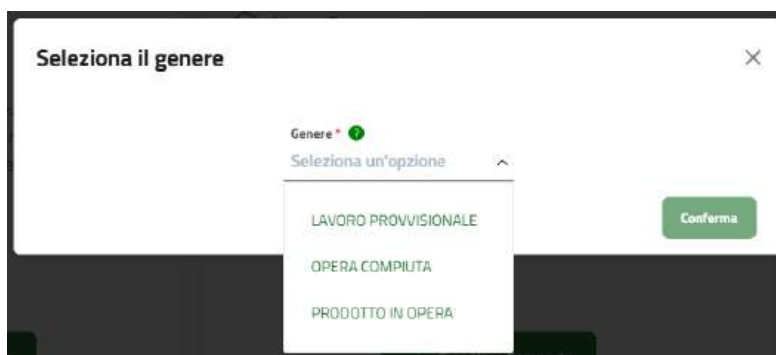 Seleziona il genere
Genere * ?
Seleziona un'opzione
LAVORO PROVVISIONALE
Conferma
OPERA COMPIUTA
PRODOTTO IN OPERA